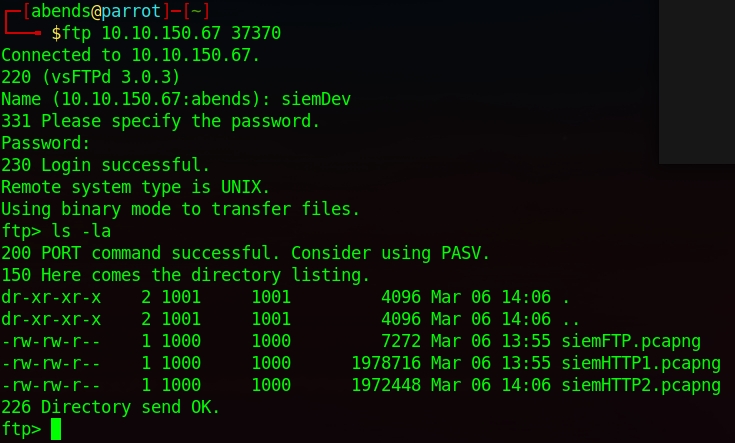 ┌─[abends@parrot]─[~]
└──╼ $ftp 10.10.150.67 37370
Connected to 10.10.150.67.
220 (vsFTPd 3.0.3)
Name (10.10.150.67:abends): siemDev
331 Please specify the password.
Password:
230 Login successful.
Remote system type is UNIX.
Using binary mode to transfer files.
ftp> ls -la
200 PORT command successful. Consider using PASV.
150 Here comes the directory listing.
dr-xr-xr-x    2 1001     1001         4096 Mar 06 14:06 .
dr-xr-xr-x    2 1001     1001         4096 Mar 06 14:06 ..
-rw-rw-r--    1 1000     1000         7272 Mar 06 13:55 siemFTP.pcapng
-rw-rw-r--    1 1000     1000      1978716 Mar 06 13:55 siemHTTP1.pcapng
-rw-rw-r--    1 1000     1000      1972448 Mar 06 14:06 siemHTTP2.pcapng
226 Directory send OK.
ftp>